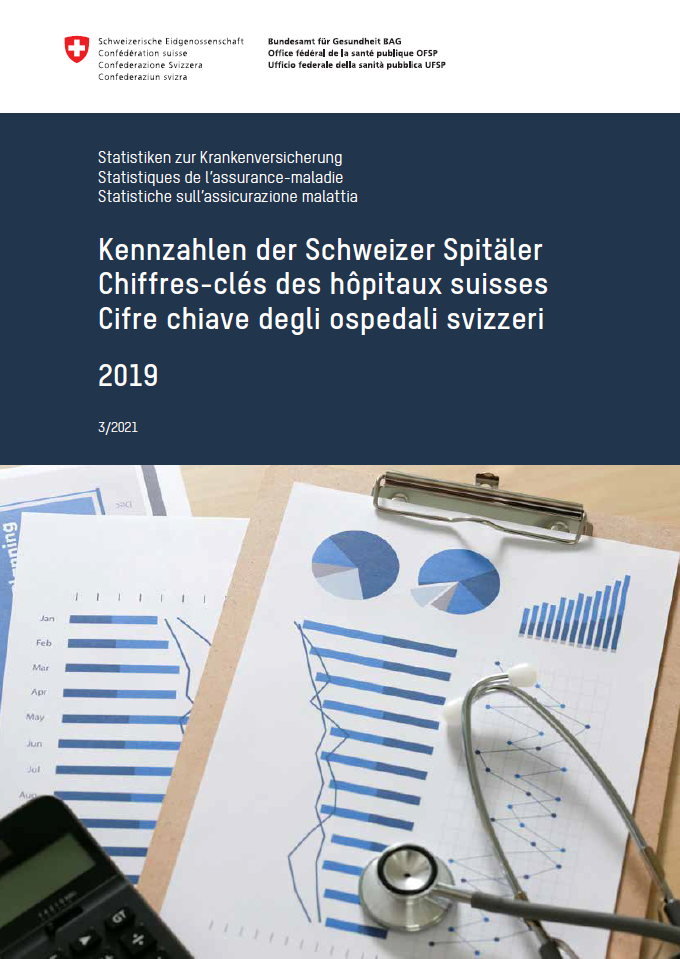 Schweizerische Eidgenossenschaft
Confédération suisse
Confederazione Svizzera
Confederaziun svizra
Bundesamt für Gesundheit BAG
Office fédéral de la santé publique OFSP
Ufficio federale della sanità pubblica UFSP
Statistiken zur Krankenversicherung
Statistiques de l'assurance-maladie
Statistiche sull'assicurazione malattia
Kennzahlen der Schweizer Spitäler
Chiffres-clés des hôpitaux suisses
Cifre chiave degli ospedali svizzeri
2019
3/2021
Jan
Feb
Mar
Apr
May
Jun
Jul
Aug
GT